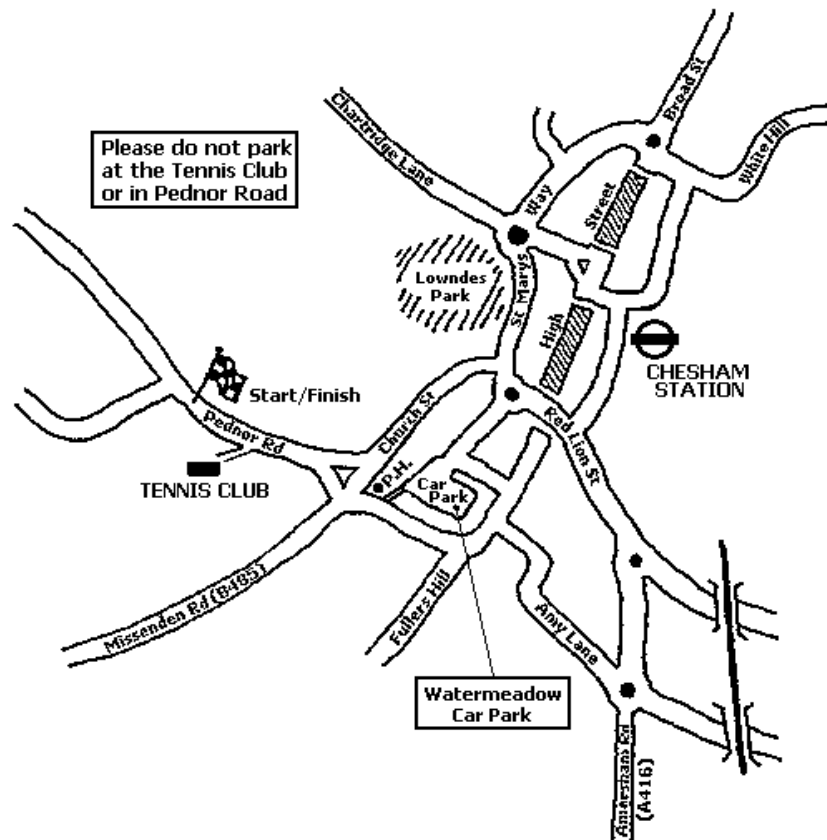 Broad St
White Hill
Chartridge Lane
Please do not park
at the Tennis Club
or in Pednor Road
Way
Street
Lowndes
Park
St Marys
High
CHESHAM
STATION
Start/Finish
Pednor Rd
Church St
Red Lion St
P.H.
Car
Park
TENNIS CLUB
Missenden Rd (B485)
Fullers Hill
Amy Lane
Watermeadow
Car Park
Amersham Rd
(A416)